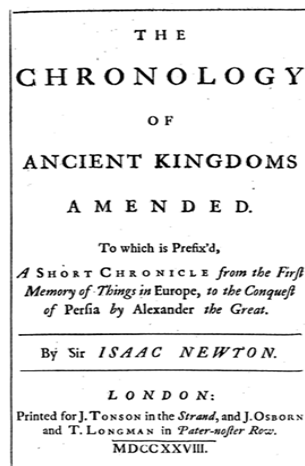 THE
CHRONOLOGY
OF
ANCIENT KINGDOMS
AMENDED.
To which is Prefix'd,
A SHORT CHRONICLE from the Firſt
Memory of Things in Europe, to the Conqueſt
of Perſia by Alexander the Great.
By Sir ISAAC NEWTON.
LONDON:
Printed for J. TONSON in the Strand, and J. OSBORN
and T. LONGMAN in Pater-noſter Row.
MDCCXXVIII.